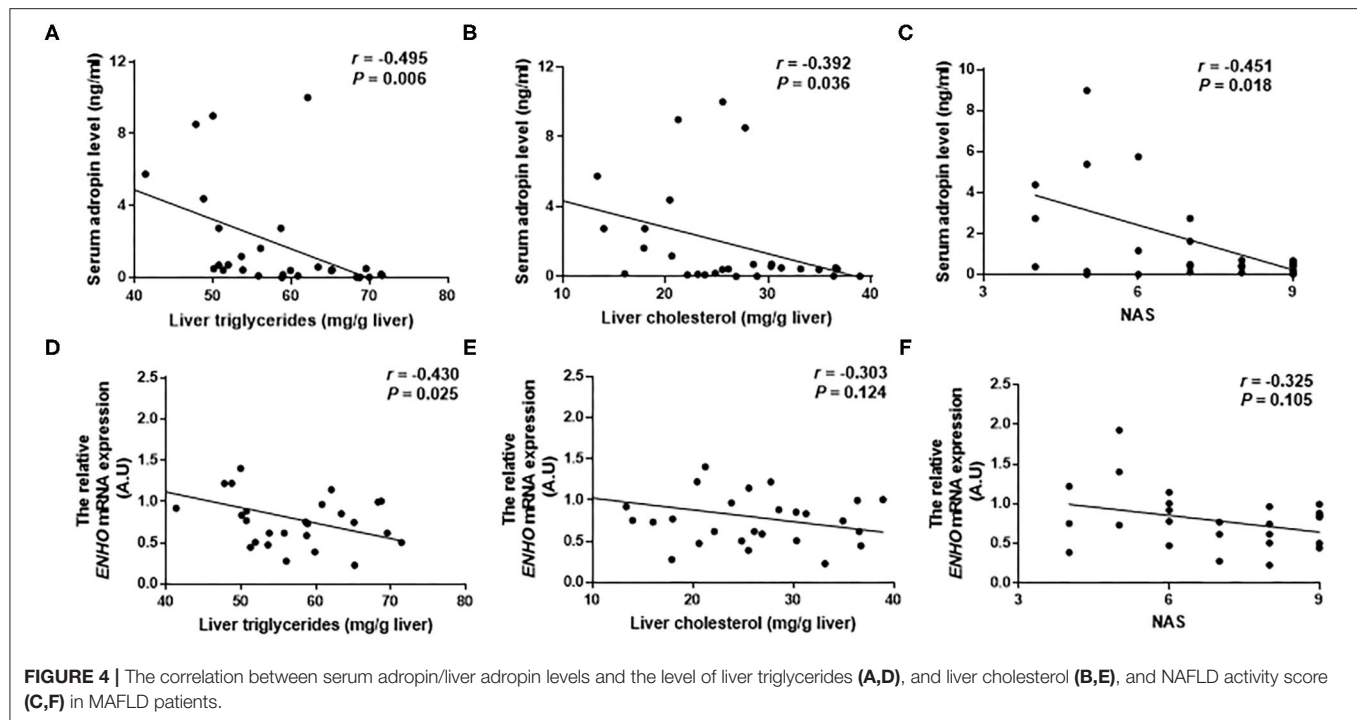 A
r = -0.495
P = 0.006
Serum adropin level (ng/ml)
12
8
4
0
40
50
60
70
80
Liver triglycerides (mg/g liver)
B
r = -0.392
P = 0.036
Serum adropin level (ng/ml)
12
8
4
0
10
20
30
40
Liver cholesterol (mg/g liver)
C
r = -0.451
P = 0.018
Serum adropin level (ng/ml)
10
8
6
4
2
0
3
6
9
NAS
D
r = -0.430
P = 0.025
The relative
ENHO mRNA expression
(A.U)
2.5
2.0
1.5
1.0
0.5
0.0
40
50
60
70
80
Liver triglycerides (mg/g liver)
E
r = -0.303
P = 0.124
The relative
ENHO mRNA expression
(A.U)
2.5
2.0
1.5
1.0
0.5
0.0
10
20
30
40
Liver cholesterol (mg/g liver)
F
r = -0.325
P = 0.105
The relative
ENHO mRNA expression
(A.U)
2.5
2.0
1.5
1.0
0.5
0.0
3
6
9
NAS
FIGURE 4 | The correlation between serum adropin/liver adropin levels and the level of liver triglycerides (A,D), and liver cholesterol (B,E), and NAFLD activity score
(C,F) in MAFLD patients.